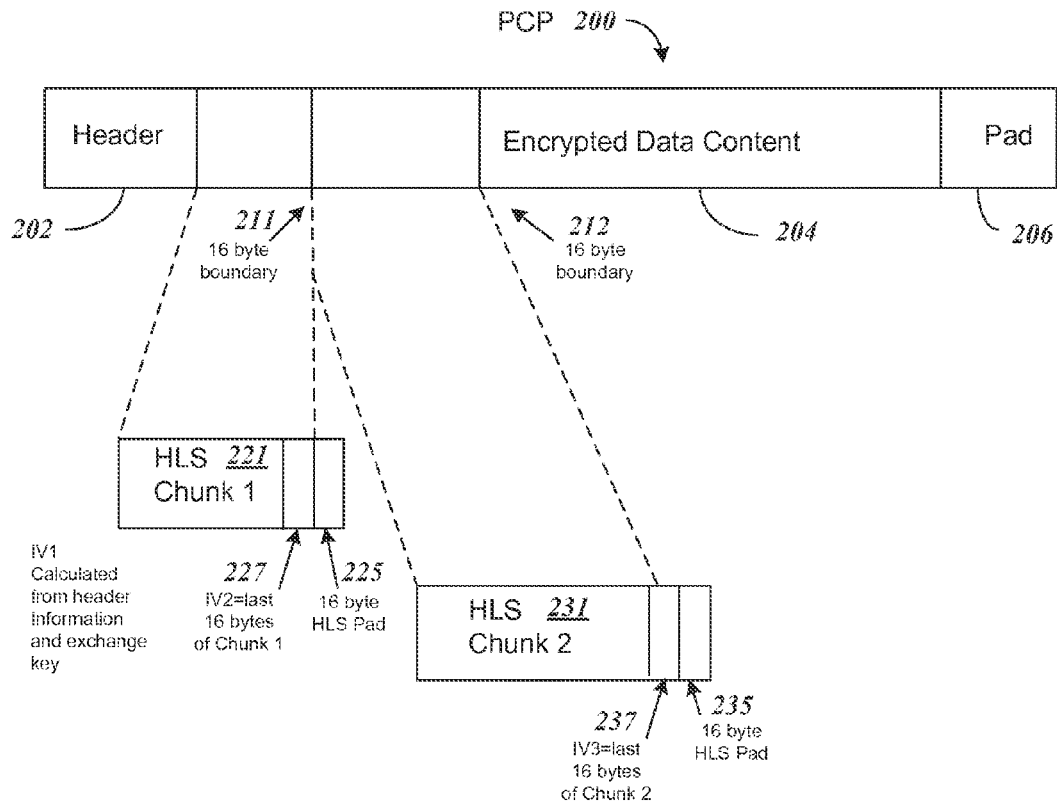 PCP 200
Header
Encrypted Data Content
Pad
202
211
16 byte
boundary
212
16 byte
boundary
204
206
HLS 221
Chunk 1
IV1
Calculated
from header
information
and exchange
key
227
IV2=last
16 bytes
of Chunk 1
225
16 byte
HLS Pad
HLS 231
Chunk 2
237
IV3=last
16 bytes
of Chunk 2
235
16 byte
HLS Pad